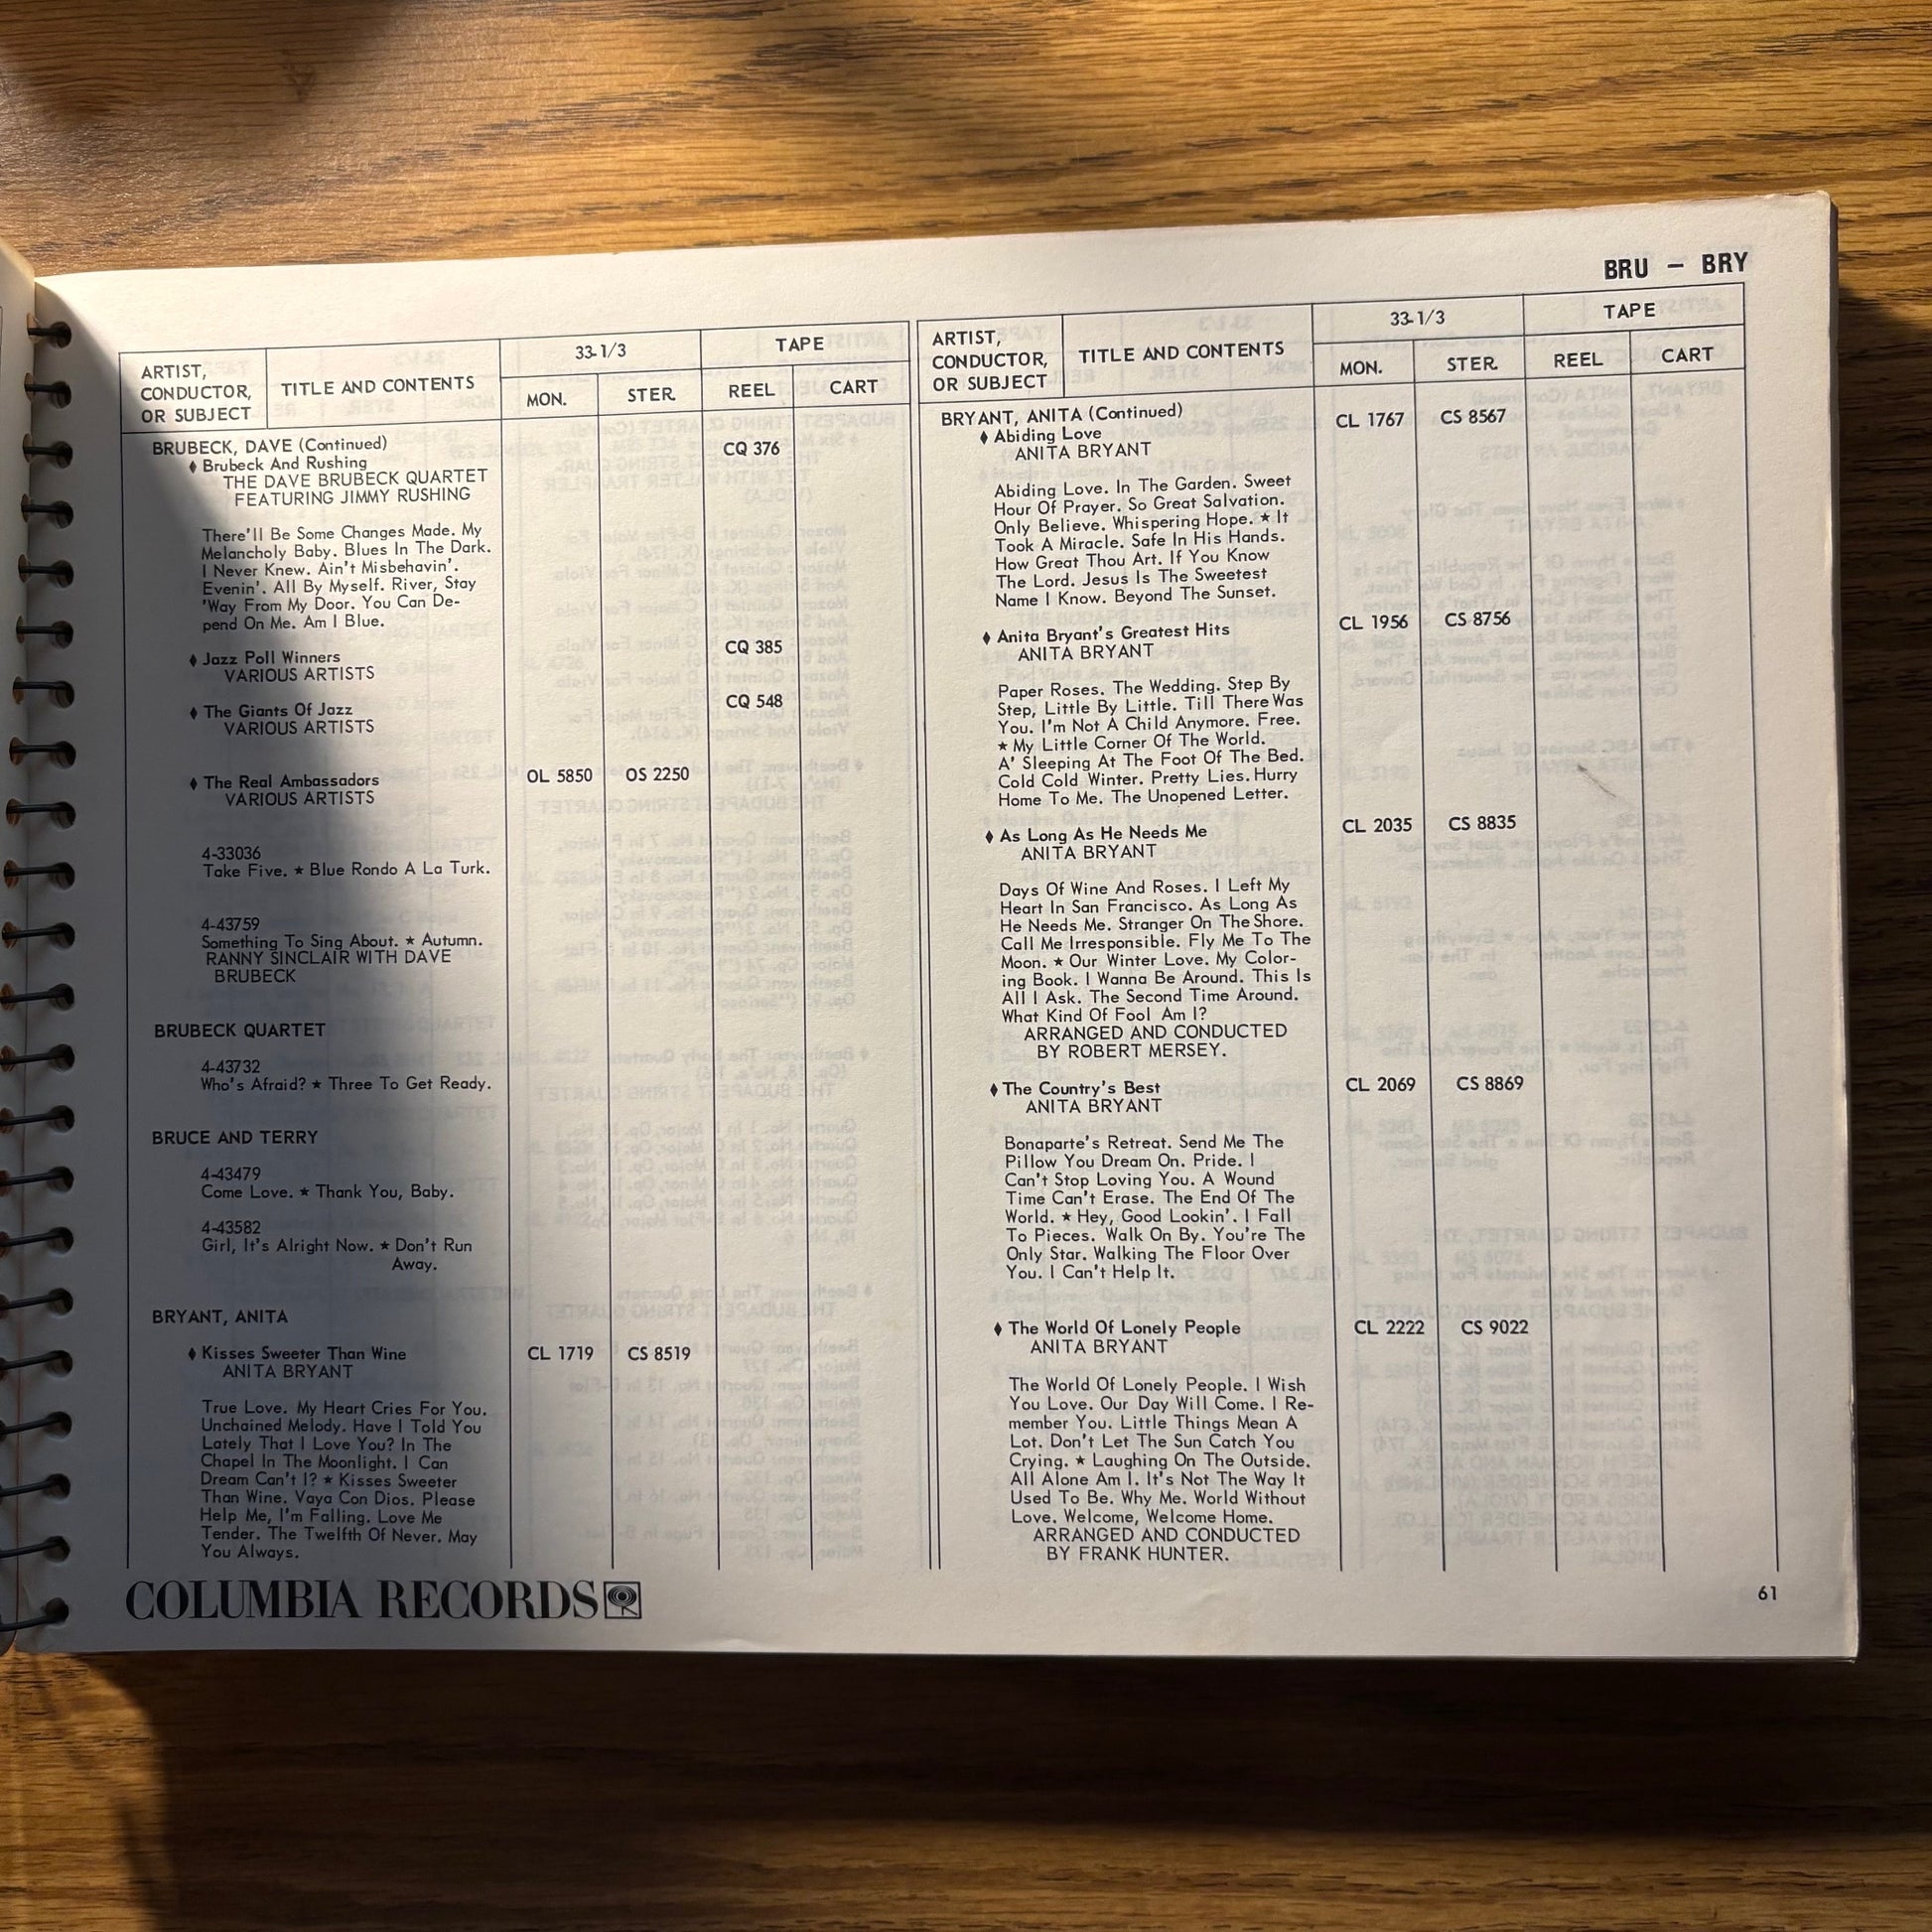 BRU – BRY
ARTIST,
CONDUCTOR,
OR SUBJECT
TITLE AND CONTENTS
33-1/3
MON.
STER.
TAPE
REEL
CART
BRUBECK, DAVE (Continued)
♦ Brubeck And Rushing CQ 376
THE DAVE BRUBECK QUARTET
FEATURING JIMMY RUSHING
There'll Be Some Changes Made. My
Melancholy Baby. Blues In The Dark.
I Never Knew. Ain't Misbehavin'.
Evenin'. All By Myself. River, Stay
'Way From My Door. You Can De-
pend On Me. Am I Blue.
♦ Jazz Poll Winners CQ 385
VARIOUS ARTISTS
♦ The Giants Of Jazz CQ 548
VARIOUS ARTISTS
♦ The Real Ambassadors OL 5850 OS 2250
VARIOUS ARTISTS
4-33036
Take Five. ★ Blue Rondo A La Turk.
4-43759
Something To Sing About. ★ Autumn.
RANNY SINCLAIR WITH DAVE
BRUBECK
BRUBECK QUARTET
4-43732
Who's Afraid? ★ Three To Get Ready.
BRUCE AND TERRY
4-43479
Come Love. ★ Thank You, Baby.
4-43582
Girl, It's Alright Now. ★ Don't Run
Away.
BRYANT, ANITA
♦ Kisses Sweeter Than Wine CL 1719 CS 8519
ANITA BRYANT
True Love. My Heart Cries For You.
Unchained Melody. Have I Told You
Lately That I Love You? In The
Chapel In The Moonlight. I Can
Dream Can't I? ★ Kisses Sweeter
Than Wine. Vaya Con Dios. Please
Help Me, I'm Falling. Love Me
Tender. The Twelfth Of Never. May
You Always.
ARTIST,
CONDUCTOR,
OR SUBJECT
TITLE AND CONTENTS
33-1/3
MON.
STER.
TAPE
REEL
CART
BRYANT, ANITA (Continued)
♦ Abiding Love CL 1767 CS 8567
ANITA BRYANT
Abiding Love. In The Garden. Sweet
Hour Of Prayer. So Great Salvation.
Only Believe. Whispering Hope. ★ It
Took A Miracle. Safe In His Hands.
How Great Thou Art. If You Know
The Lord. Jesus Is The Sweetest
Name I Know. Beyond The Sunset.
♦ Anita Bryant's Greatest Hits CL 1956 CS 8756
ANITA BRYANT
Paper Roses. The Wedding. Step By
Step, Little By Little. Till There Was
You. I'm Not A Child Anymore. Free.
★ My Little Corner Of The World.
A' Sleeping At The Foot Of The Bed.
Cold Cold Winter. Pretty Lies. Hurry
Home To Me. The Unopened Letter.
♦ As Long As He Needs Me CL 2035 CS 8835
ANITA BRYANT
Days Of Wine And Roses. I Left My
Heart In San Francisco. As Long As
He Needs Me. Stranger On The Shore.
Call Me Irresponsible. Fly Me To The
Moon. ★ Our Winter Love. My Color-
ing Book. I Wanna Be Around. This Is
All I Ask. The Second Time Around.
What Kind Of Fool Am I?
ARRANGED AND CONDUCTED
BY ROBERT MERSEY.
♦ The Country's Best CL 2069 CS 8869
ANITA BRYANT
Bonaparte's Retreat. Send Me The
Pillow You Dream On. Pride. I
Can't Stop Loving You. A Wound
Time Can't Erase. The End Of The
World. ★ Hey, Good Lookin'. I Fall
To Pieces. Walk On By. You're The
Only Star. Walking The Floor Over
You. I Can't Help It.
♦ The World Of Lonely People CL 2222 CS 9022
ANITA BRYANT
The World Of Lonely People. I Wish
You Love. Our Day Will Come. I Re-
member You. Little Things Mean A
Lot. Don't Let The Sun Catch You
Crying. ★ Laughing On The Outside.
All Alone Am I. It's Not The Way It
Used To Be. Why Me. World Without
Love. Welcome, Welcome Home.
ARRANGED AND CONDUCTED
BY FRANK HUNTER.
COLUMBIA RECORDS
61